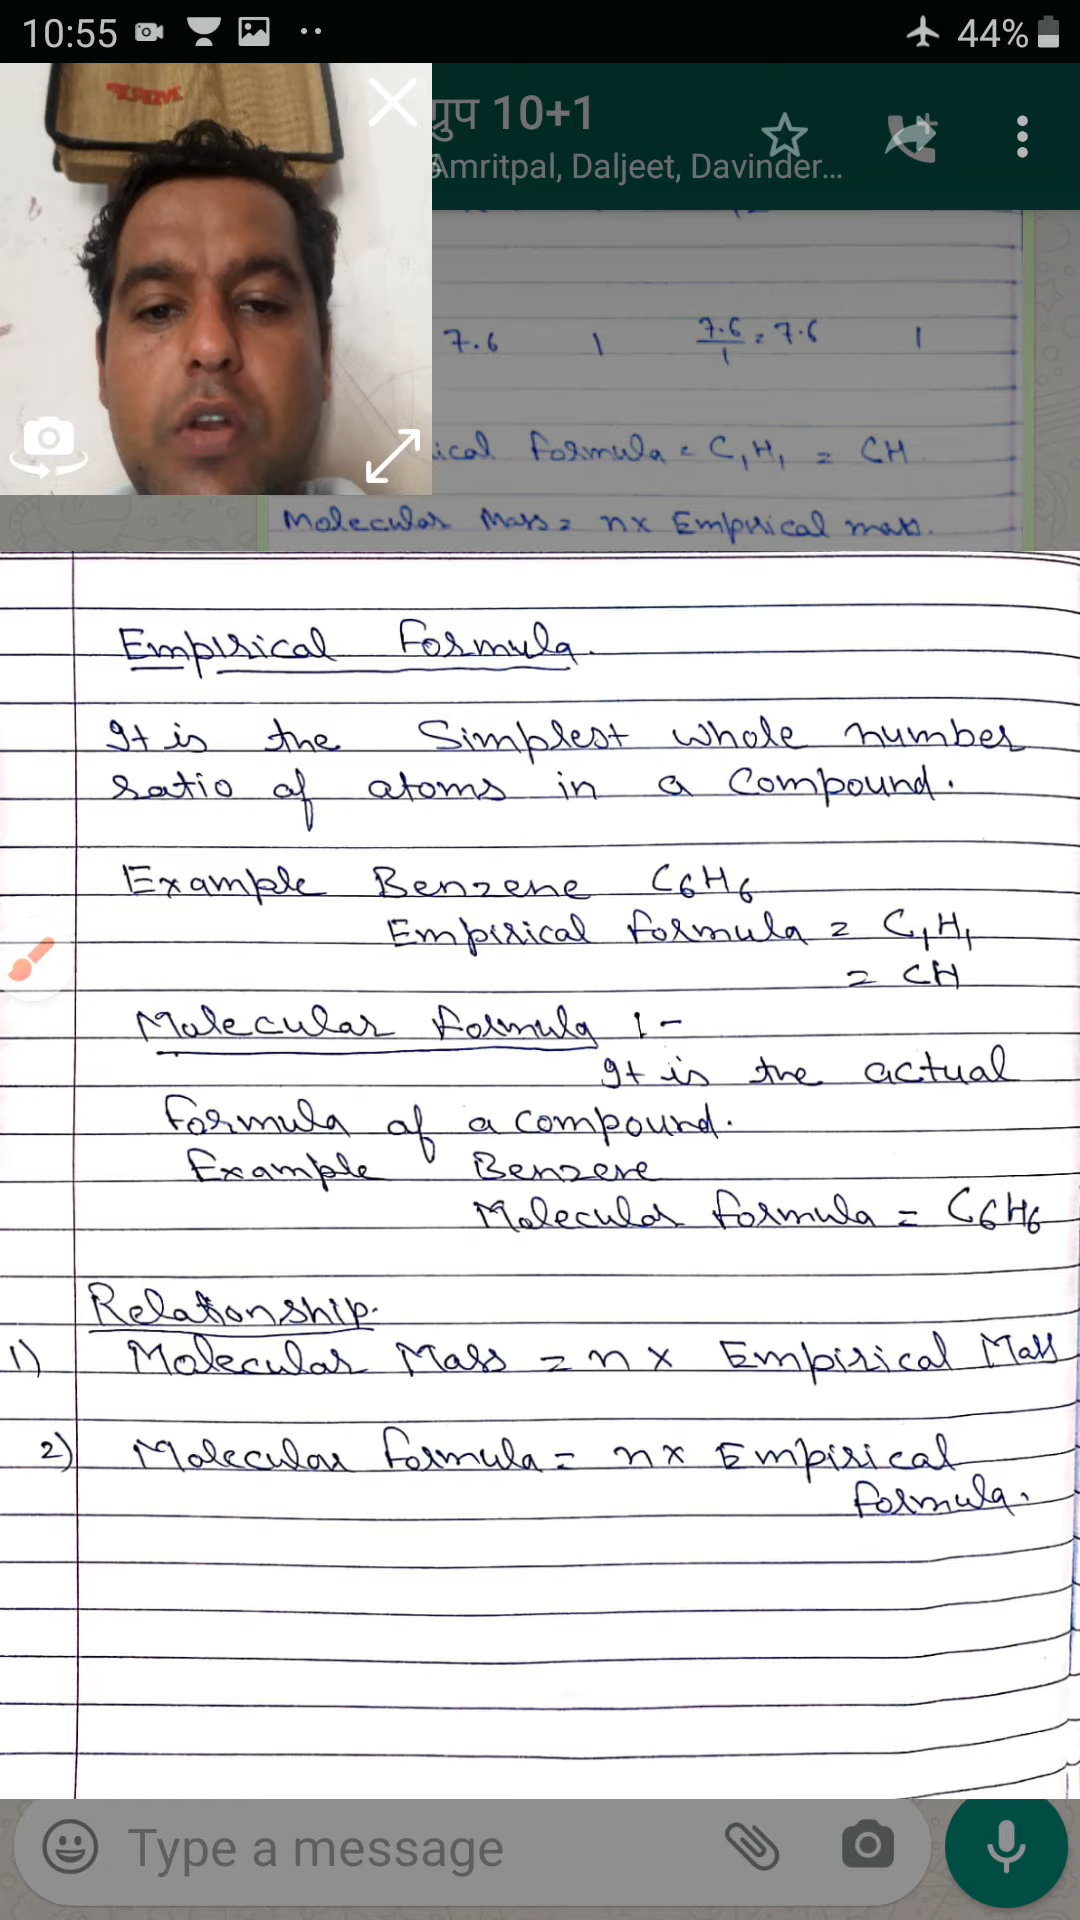 10:55
44%
ग्रुप 10+1
Amritpal, Daljeet, Davinder...
7.6 1 7.6/1 = 7.6 1
ical Formula = C₁H₁ = CH
Molecular Mass = nx Empirical mass.
Empirical Formula.
It is the Simplest whole number
ratio of atoms in a Compound.
Example Benzene C6H6
Empirical formula = C₁H₁
= CH
Molecular Formula :-
It is the actual
formula of a compound.
Example Benzene
Molecular formula = C6H6
Relationship.
1) Molecular Mass = n x Empirical Mass
2) Molecular formula = n x Empirical
formula.
Type a message